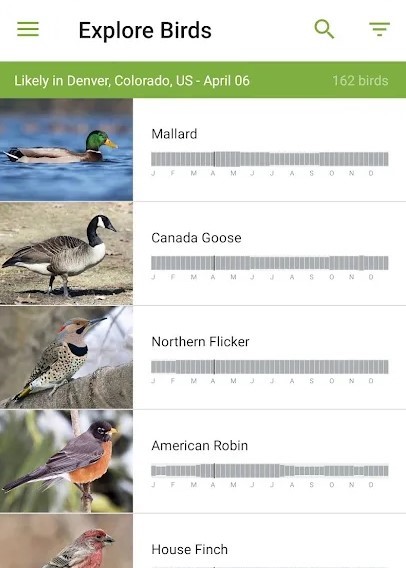 Explore Birds
Likely in Denver, Colorado, US - April 06 162 birds
Mallard
J F M A M J J A S O N D
Canada Goose
J F M A M J J A S O N D
Northern Flicker
J F M A M J J A S O N D
American Robin
J F M A M J J A S O N D
House Finch